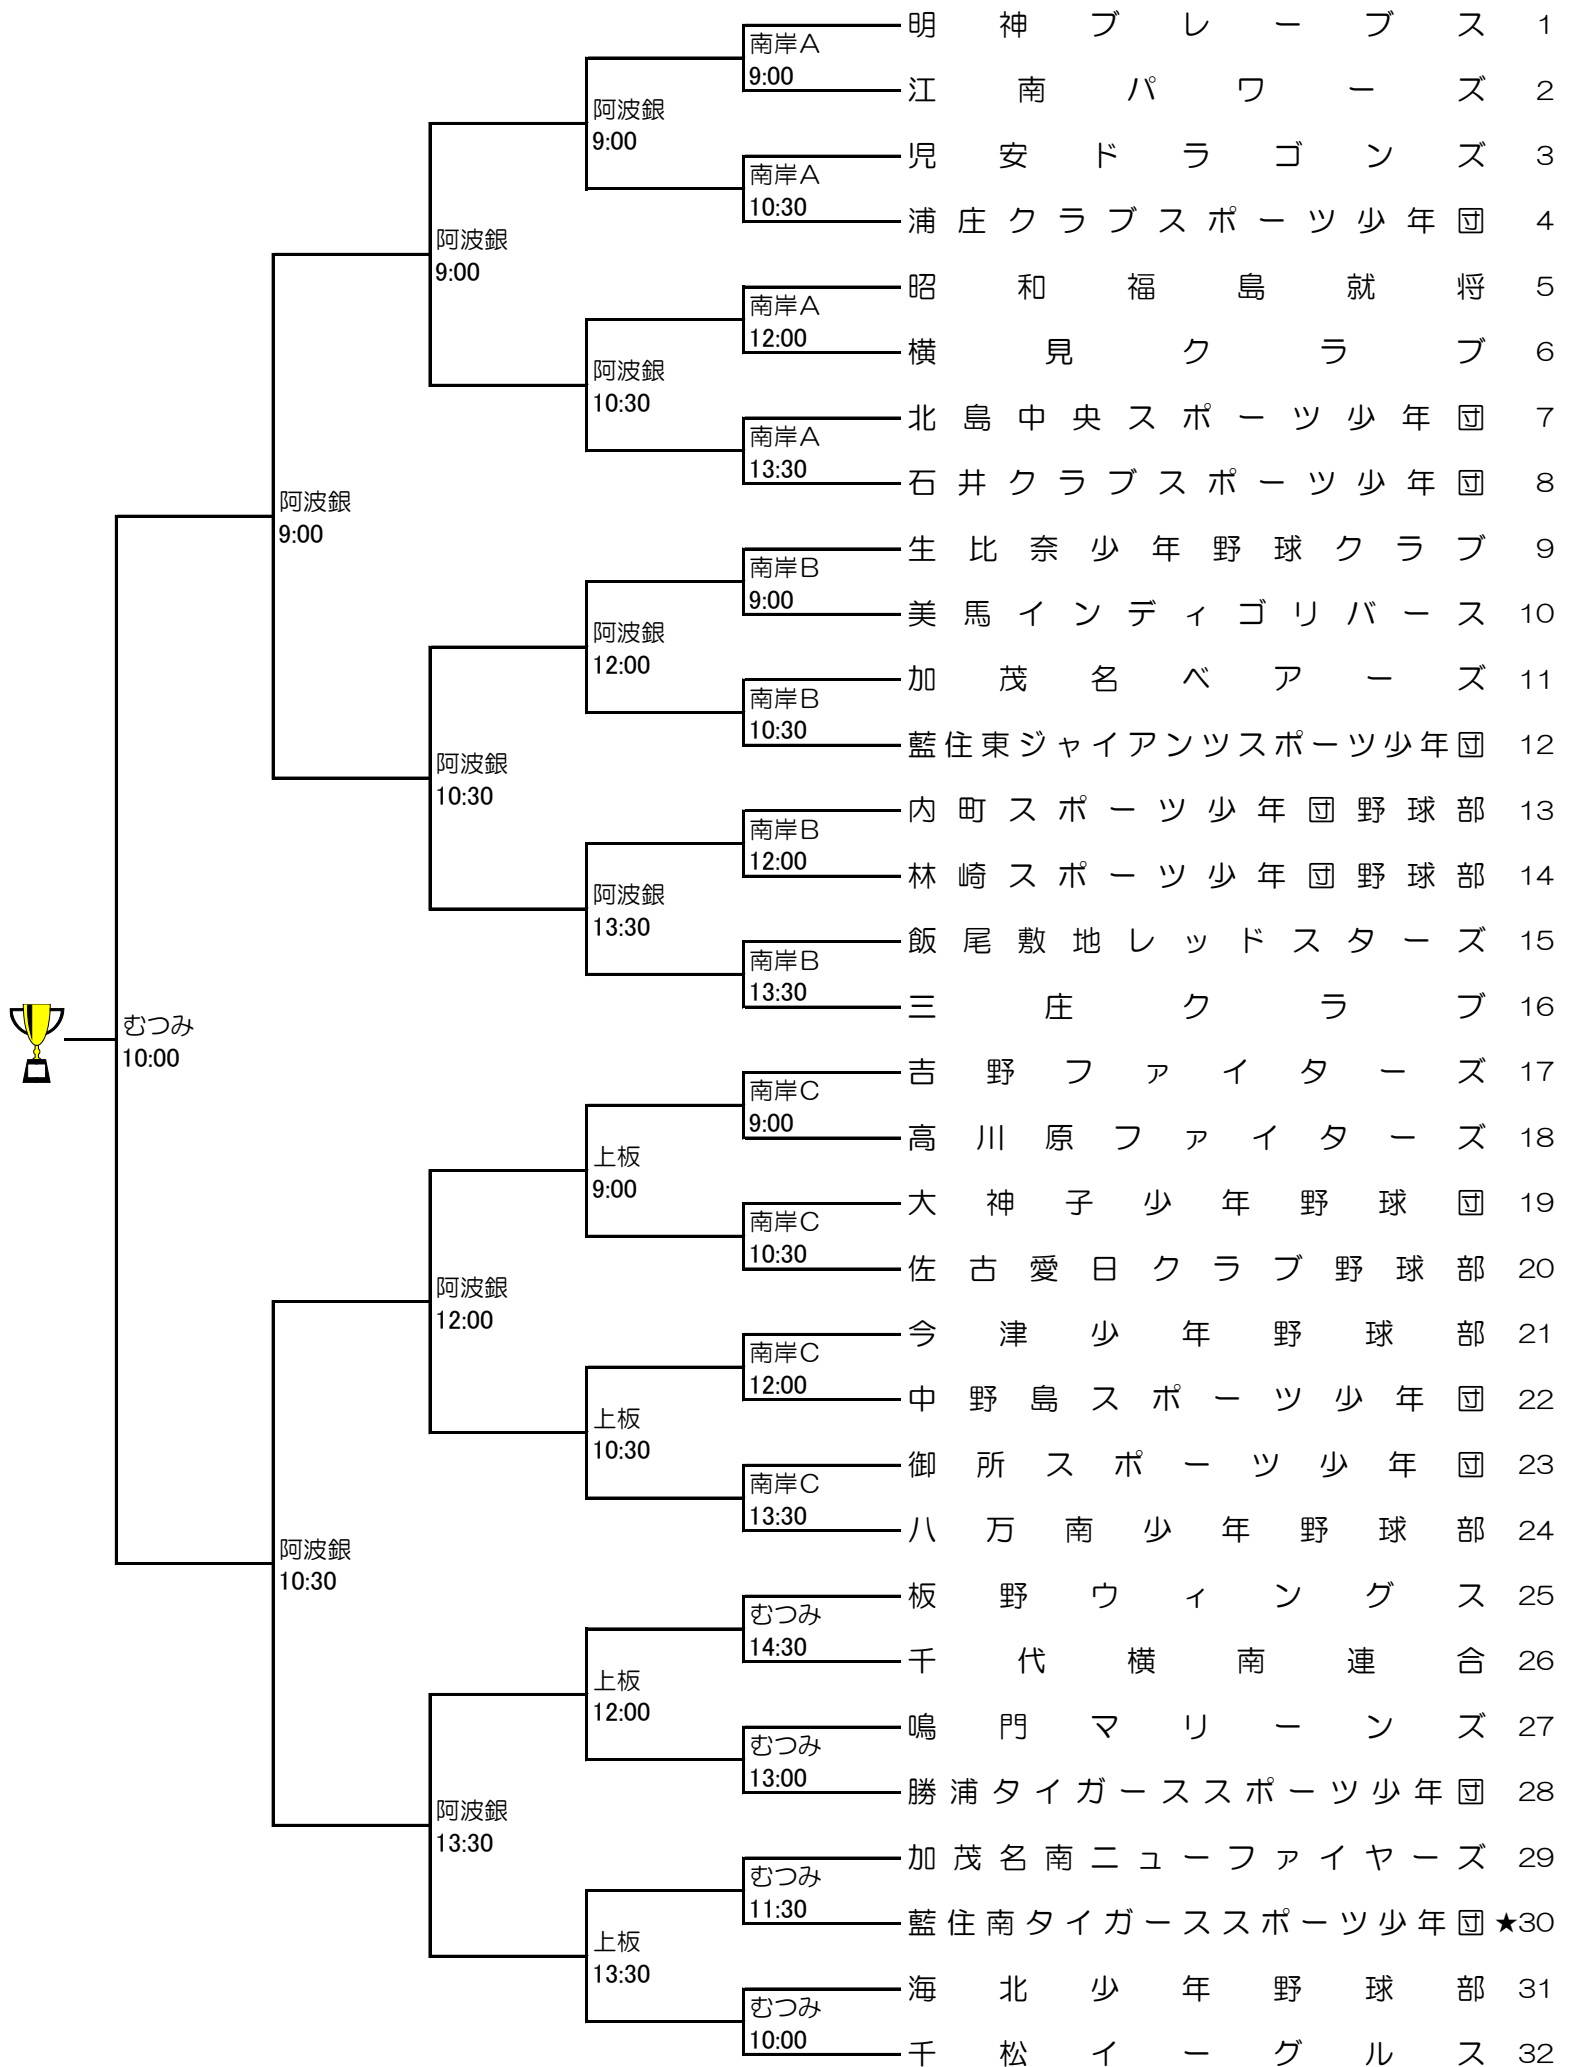 明神ブレーブス 1
南岸A
9:00
江南パワーズ 2
阿波銀
9:00
児安ドラゴンズ 3
南岸A
10:30
浦庄クラブスポーツ少年団 4
阿波銀
9:00
昭和福島就将 5
南岸A
12:00
横見クラブ 6
阿波銀
10:30
北島中央スポーツ少年団 7
南岸A
13:30
石井クラブスポーツ少年団 8
阿波銀
9:00
生比奈少年野球クラブ 9
南岸B
9:00
美馬インディゴリバース 10
阿波銀
12:00
加茂名ベアーズ 11
南岸B
10:30
藍住東ジャイアンツスポーツ少年団 12
阿波銀
10:30
内町スポーツ少年団野球部 13
南岸B
12:00
林崎スポーツ少年団野球部 14
阿波銀
13:30
飯尾敷地レッドスターズ 15
南岸B
13:30
三庄クラブ 16
むつみ
10:00
吉野ファイターズ 17
南岸C
9:00
高川原ファイターズ 18
上板
9:00
大神子少年野球団 19
南岸C
10:30
佐古愛日クラブ野球部 20
阿波銀
12:00
今津少年野球部 21
南岸C
12:00
中野島スポーツ少年団 22
上板
10:30
御所スポーツ少年団 23
南岸C
13:30
八万南少年野球部 24
阿波銀
10:30
板野ウィングス 25
むつみ
14:30
千代横南連合 26
上板
12:00
鳴門マリーンズ 27
むつみ
13:00
勝浦タイガーススポーツ少年団 28
阿波銀
13:30
加茂名南ニューファイヤーズ 29
むつみ
11:30
藍住南タイガーススポーツ少年団 ★30
上板
13:30
海北少年野球部 31
むつみ
10:00
千松イーグルス 32